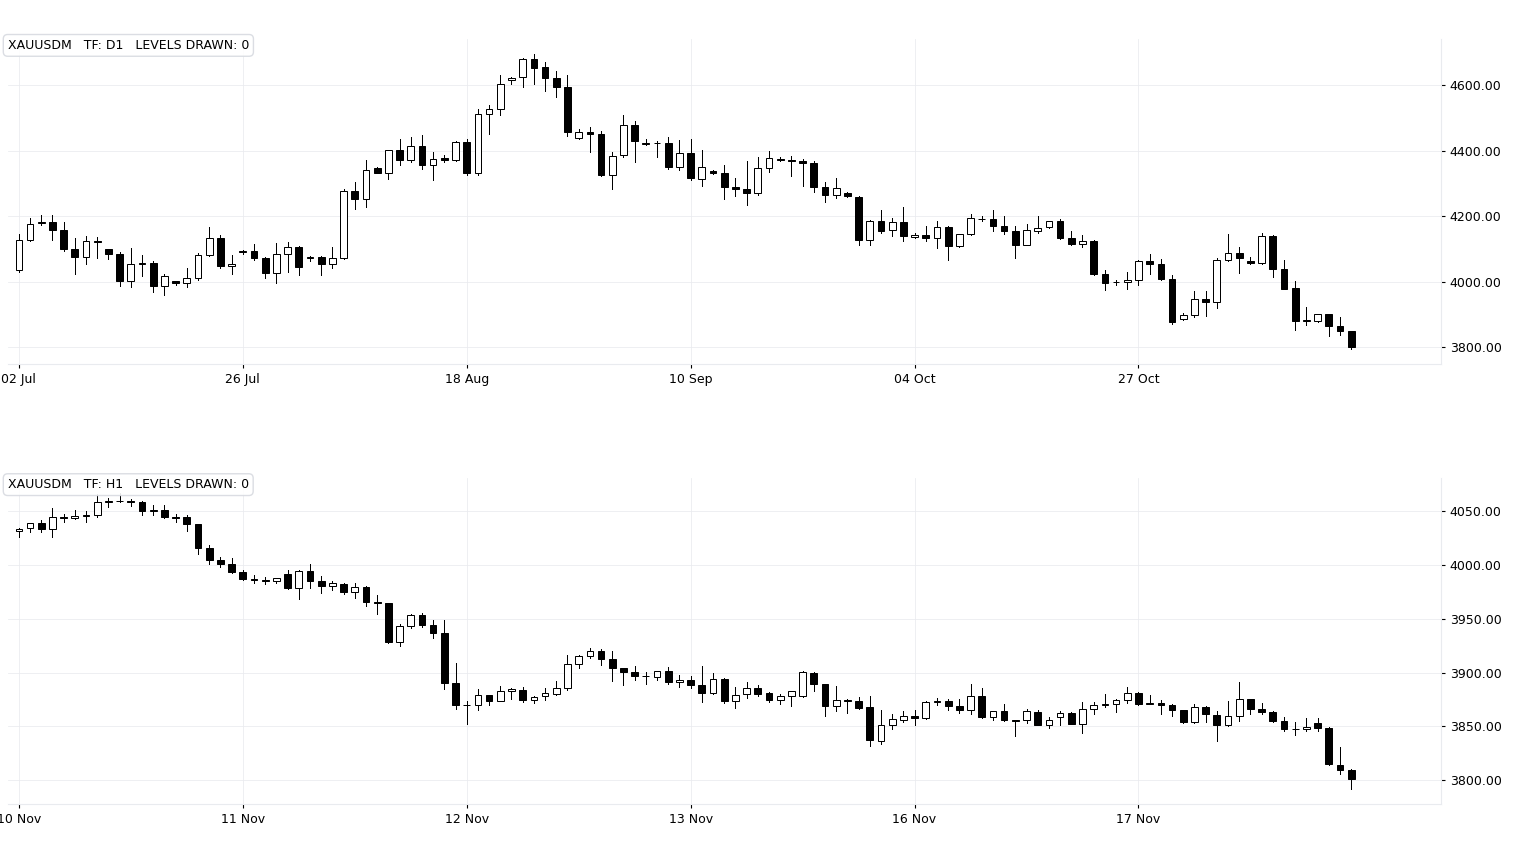 XAUUSDM   TF: D1   LEVELS DRAWN: 0
4600.00
4400.00
4200.00
4000.00
3800.00
02 Jul 26 Jul 18 Aug 10 Sep 04 Oct 27 Oct
XAUUSDM   TF: H1   LEVELS DRAWN: 0
4050.00
4000.00
3950.00
3900.00
3850.00
3800.00
10 Nov 11 Nov 12 Nov 13 Nov 16 Nov 17 Nov